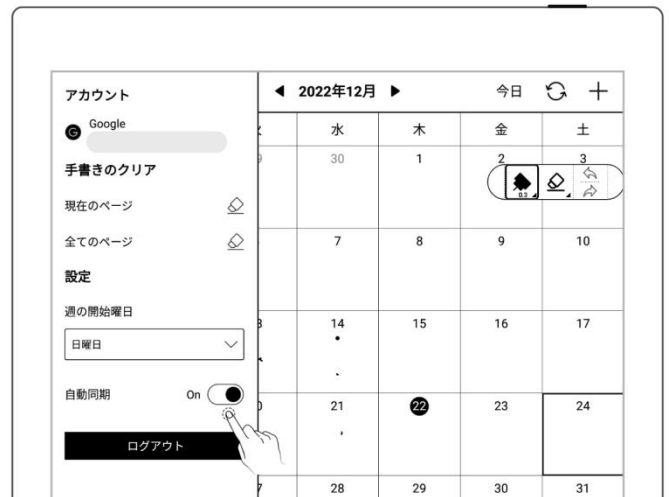 アカウント
Google
手書きのクリア
現在のページ
全てのページ
設定
週の開始曜日
日曜日
自動同期 On
ログアウト
2022年12月 今日
水 木 金 土
30 1 2 3
0.3
7 8 9 10
14 15 16 17
21 22 23 24
28 29 30 31